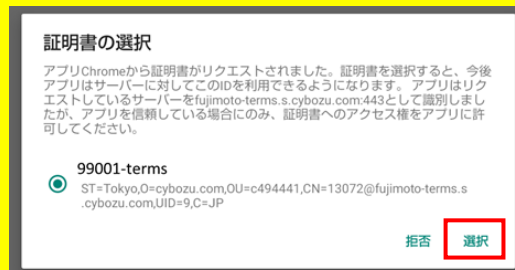 証明書の選択
アプリChromeから証明書がリクエストされました。証明書を選択すると、今後
アプリはサーバーに対してこのIDを利用できるようになります。 アプリはリク
エストしているサーバーをfujimoto-terms.s.cybozu.com:443として識別しまし
たが、アプリを信頼している場合にのみ、証明書へのアクセス権をアプリに許
可してください。
99001-terms
ST=Tokyo,O=cybozu.com,OU=c494441,CN=13072@fujimoto-terms.s
.cybozu.com,UID=9,C=JP
拒否 選択